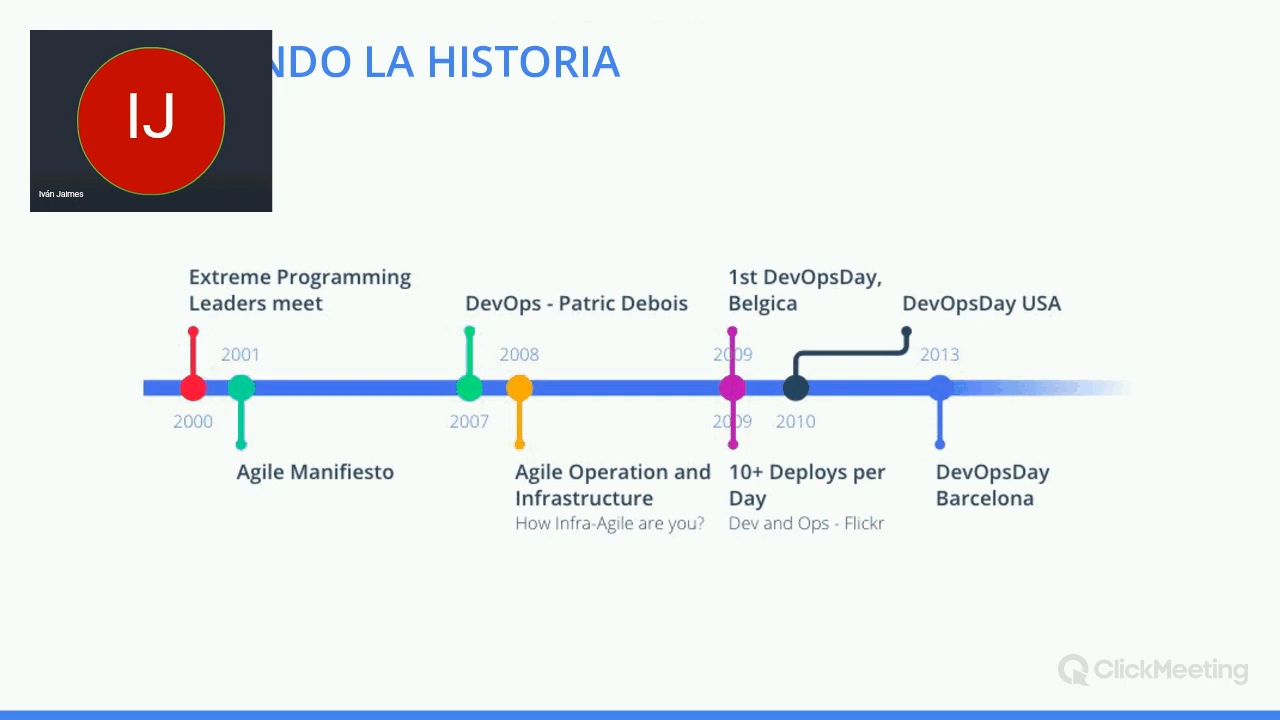 NDO LA HISTORIA
IJ
Iván Jaimes
Extreme Programming
Leaders meet
DevOps - Patric Debois
1st DevOpsDay,
Belgica
DevOpsDay USA
2001
2008
2009
2013
2000
2007
2009
2010
Agile Manifiesto
Agile Operation and
Infrastructure
How Infra-Agile are you?
10+ Deploys per
Day
Dev and Ops - Flickr
DevOpsDay
Barcelona
ClickMeeting